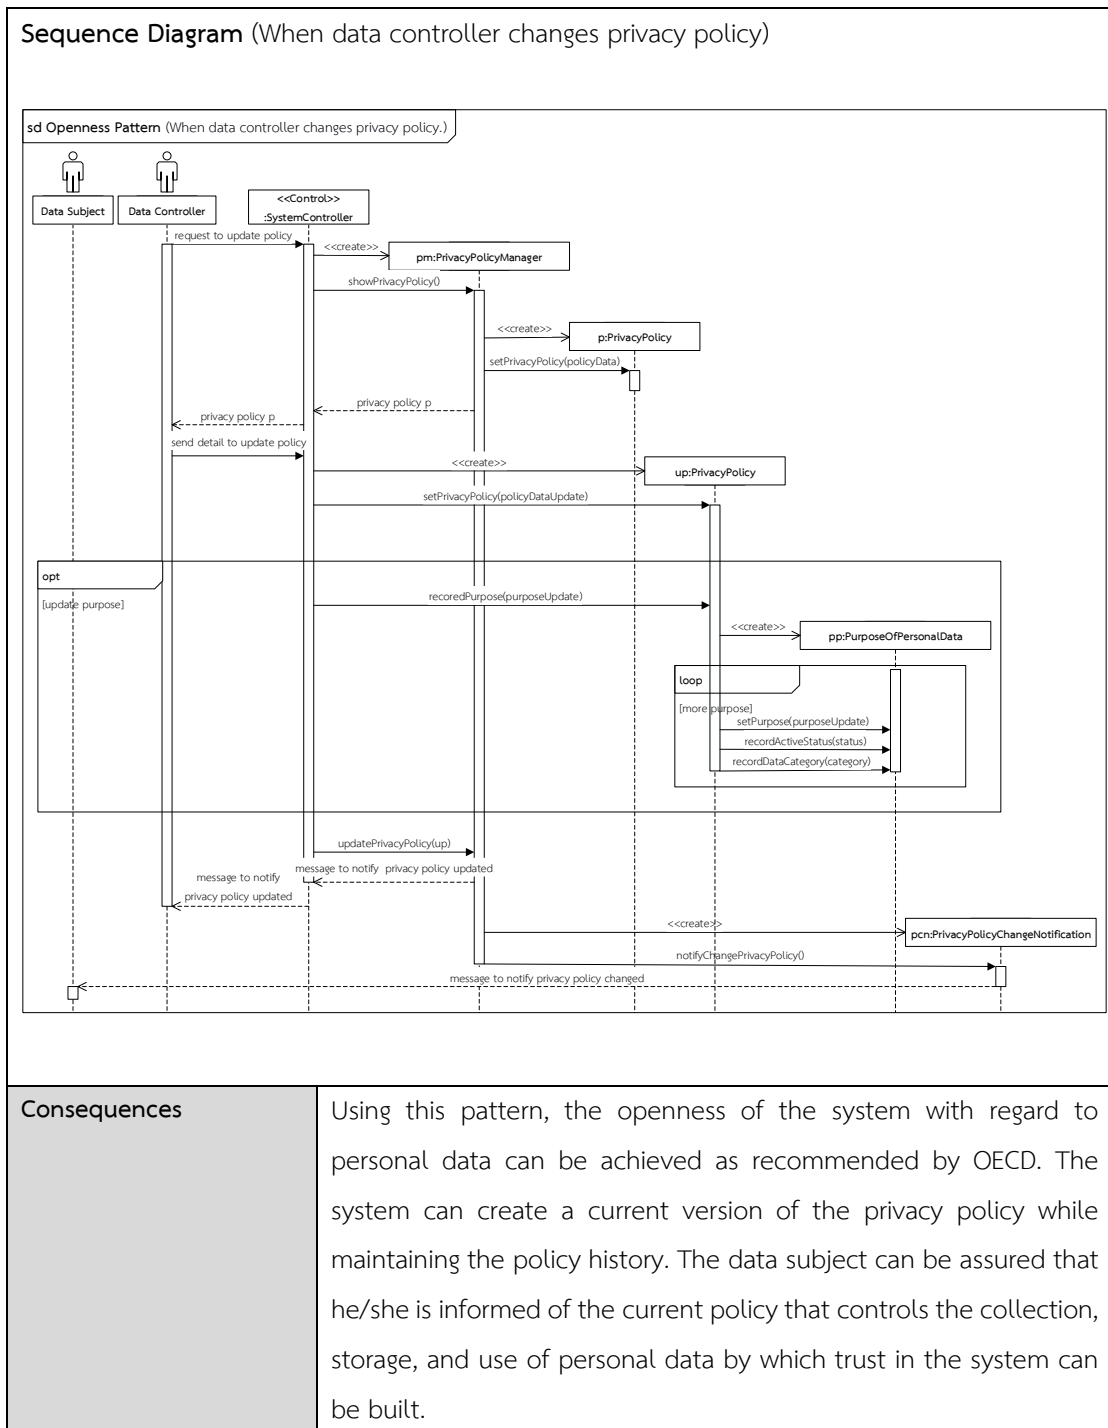 Sequence Diagram (When data controller changes privacy policy)
sd Openness Pattern (When data controller changes privacy policy.)
Data Subject
Data Controller
<<Control>>
:SystemController
request to update policy
<<create>>
pm:PrivacyPolicyManager
showPrivacyPolicy()
<<create>>
p:PrivacyPolicy
setPrivacyPolicy(policyData)
privacy policy p
privacy policy p
send detail to update policy
<<create>>
up:PrivacyPolicy
setPrivacyPolicy(policyDataUpdate)
opt
[update purpose]
recoredPurpose(purposeUpdate)
<<create>>
pp:PurposeOfPersonalData
loop
[more purpose]
setPurpose(purposeUpdate)
recordActiveStatus(status)
recordDataCategory(category)
updatePrivacyPolicy(up)
message to notify privacy policy updated
message to notify
privacy policy updated
<<create>>
pcn:PrivacyPolicyChangeNotification
notifyChangePrivacyPolicy()
message to notify privacy policy changed
Consequences
Using this pattern, the openness of the system with regard to
personal data can be achieved as recommended by OECD. The
system can create a current version of the privacy policy while
maintaining the policy history. The data subject can be assured that
he/she is informed of the current policy that controls the collection,
storage, and use of personal data by which trust in the system can
be built.